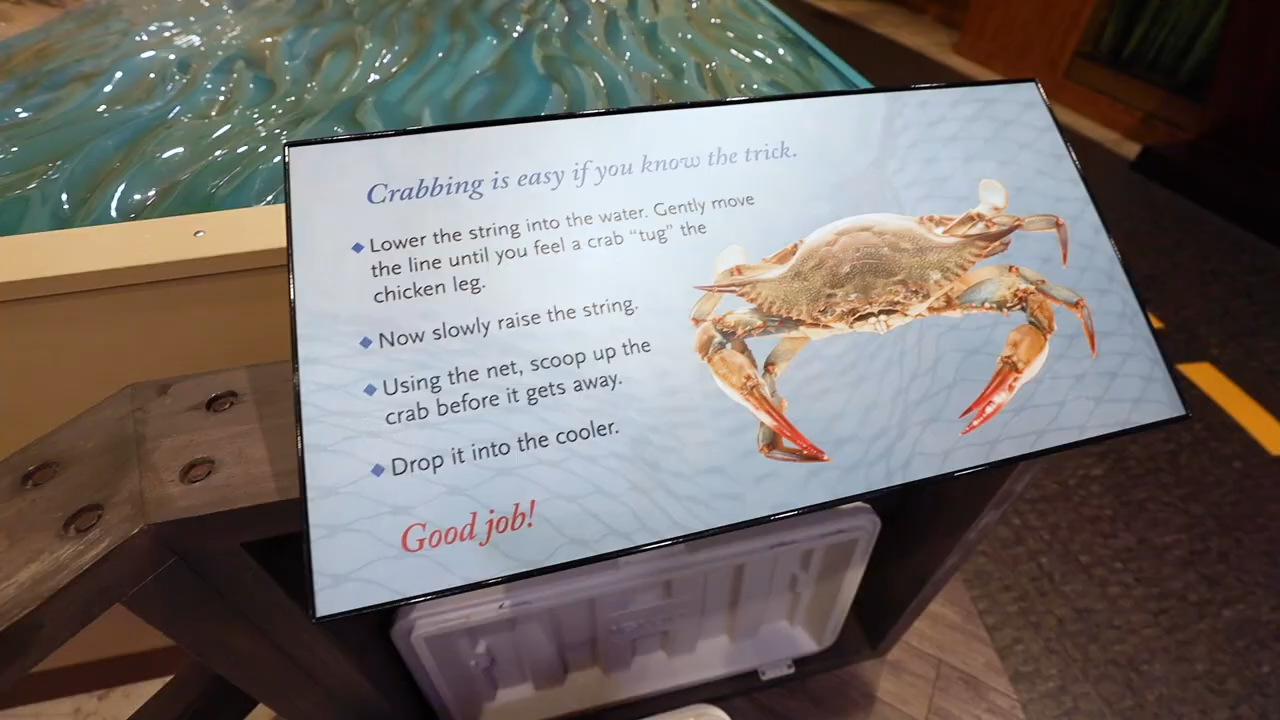 Crabbing is easy if you know the trick.
Lower the string into the water. Gently move
the line until you feel a crab “tug” the
chicken leg.
Now slowly raise the string.
Using the net, scoop up the
crab before it gets away.
Drop it into the cooler.
Good job!